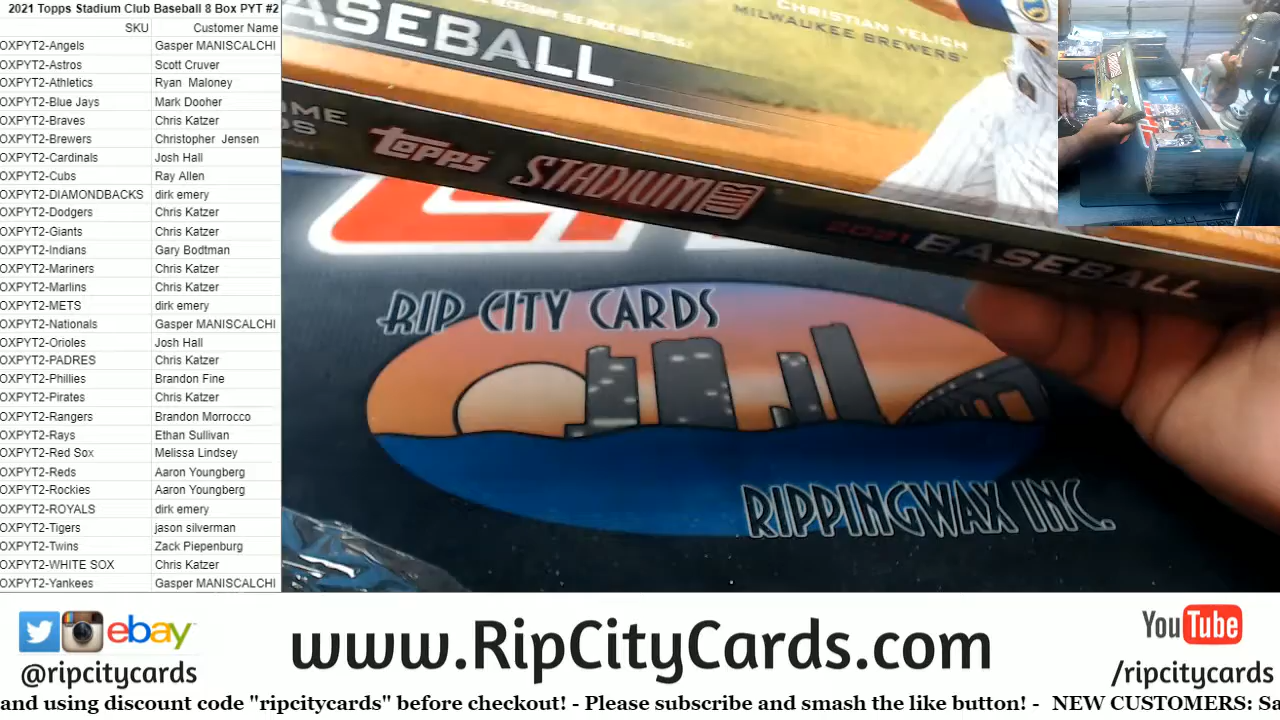 2021 Topps Stadium Club Baseball 8 Box PYT #2
SKU Customer Name
OXPYT2-Angels Gasper MANISCALCHI
OXPYT2-Astros Scott Cruver
OXPYT2-Athletics Ryan Maloney
OXPYT2-Blue Jays Mark Dooher
OXPYT2-Braves Chris Katzer
OXPYT2-Brewers Christopher Jensen
OXPYT2-Cardinals Josh Hall
OXPYT2-Cubs Ray Allen
OXPYT2-DIAMONDBACKS dirk emery
OXPYT2-Dodgers Chris Katzer
OXPYT2-Giants Chris Katzer
OXPYT2-Indians Gary Bodtman
OXPYT2-Mariners Chris Katzer
OXPYT2-Marlins Chris Katzer
OXPYT2-METS dirk emery
OXPYT2-Nationals Gasper MANISCALCHI
OXPYT2-Orioles Josh Hall
OXPYT2-PADRES Chris Katzer
OXPYT2-Phillies Brandon Fine
OXPYT2-Pirates Chris Katzer
OXPYT2-Rangers Brandon Morrocco
OXPYT2-Rays Ethan Sullivan
OXPYT2-Red Sox Melissa Lindsey
OXPYT2-Reds Aaron Youngberg
OXPYT2-Rockies Aaron Youngberg
OXPYT2-ROYALS dirk emery
OXPYT2-Tigers jason silverman
OXPYT2-Twins Zack Piepenburg
OXPYT2-WHITE SOX Chris Katzer
OXPYT2-Yankees Gasper MANISCALCHI
ASEBALL
SEE PACK FOR DETAILS
CHRISTIAN YELICH
MILWAUKEE BREWERS
topps STADIUM CLUB 2021 BASEBALL
RIP CITY CARDS
RIPPINGWAX INC.
ebay
@ripcitycards
www.RipCityCards.com
YouTube
/ripcitycards
and using discount code "ripcitycards" before checkout! - Please subscribe and smash the like button! - NEW CUSTOMERS: Sa